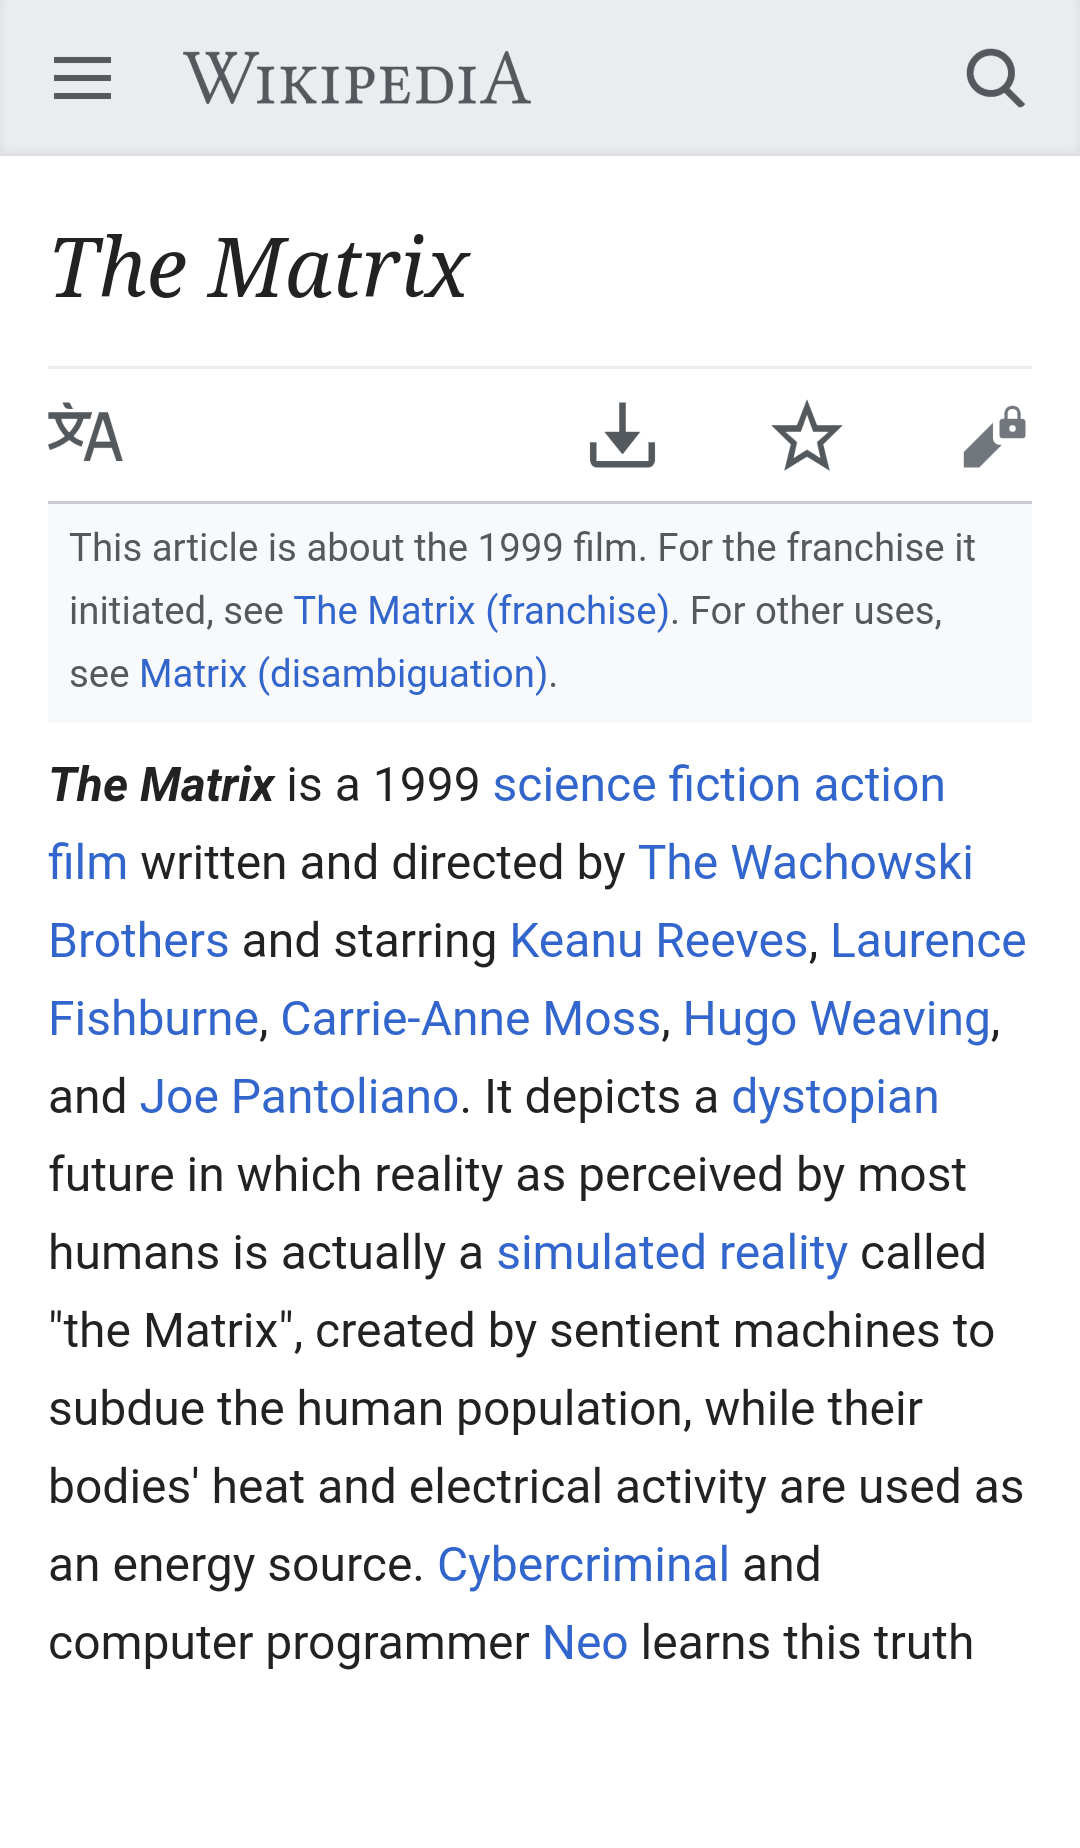 WIKIPEDIA
The Matrix
文A
This article is about the 1999 film. For the franchise it
initiated, see The Matrix (franchise). For other uses,
see Matrix (disambiguation).
The Matrix is a 1999 science fiction action
film written and directed by The Wachowski
Brothers and starring Keanu Reeves, Laurence
Fishburne, Carrie-Anne Moss, Hugo Weaving,
and Joe Pantoliano. It depicts a dystopian
future in which reality as perceived by most
humans is actually a simulated reality called
"the Matrix", created by sentient machines to
subdue the human population, while their
bodies' heat and electrical activity are used as
an energy source. Cybercriminal and
computer programmer Neo learns this truth